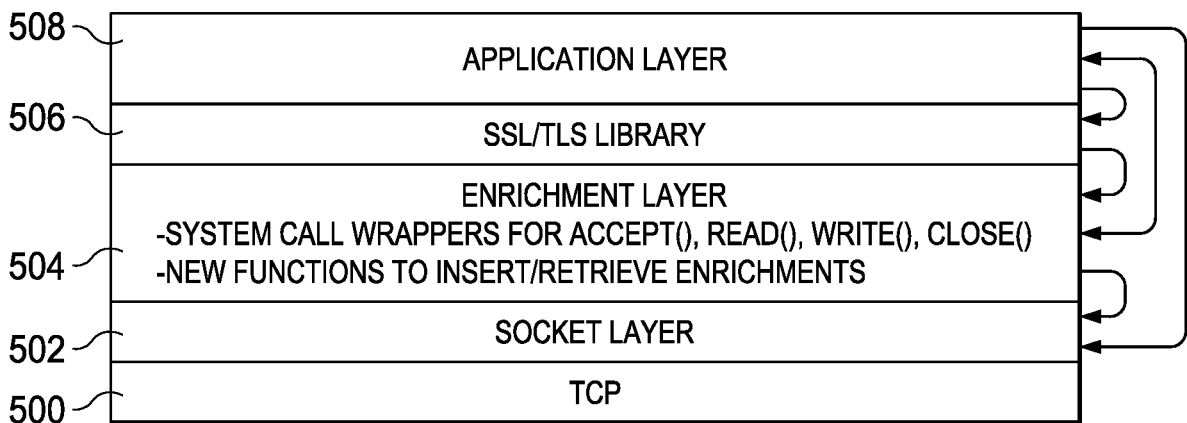 508
APPLICATION LAYER
506
SSL/TLS LIBRARY
ENRICHMENT LAYER
-SYSTEM CALL WRAPPERS FOR ACCEPT(), READ(), WRITE(), CLOSE()
504
-NEW FUNCTIONS TO INSERT/RETRIEVE ENRICHMENTS
502
SOCKET LAYER
500
TCP